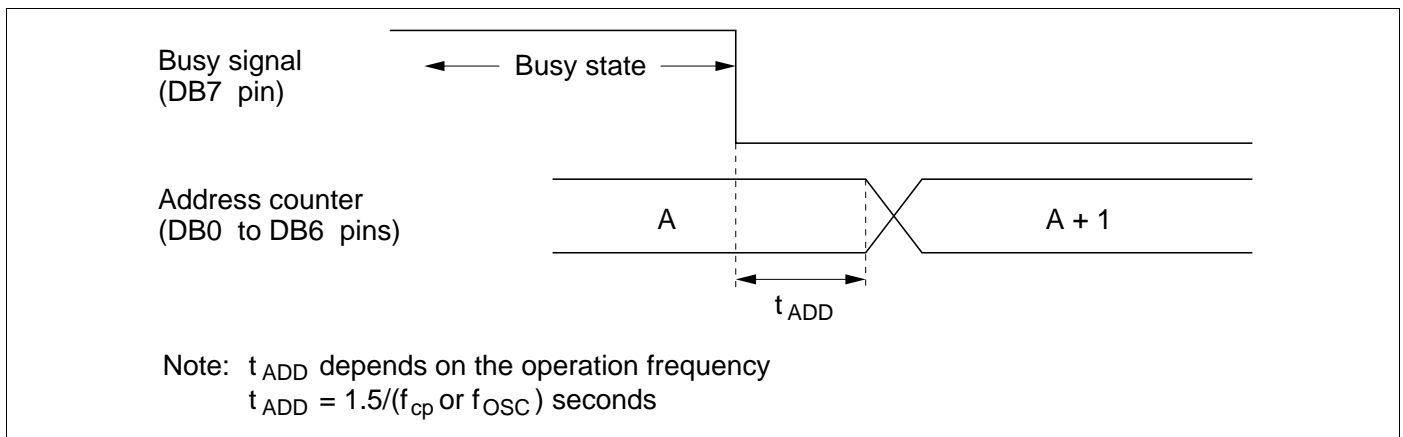 Busy signal
(DB7 pin)
Busy state
Address counter
(DB0 to DB6 pins)
A
A + 1
t ADD
Note: t ADD depends on the operation frequency
t ADD = 1.5/(f cp or f OSC) seconds